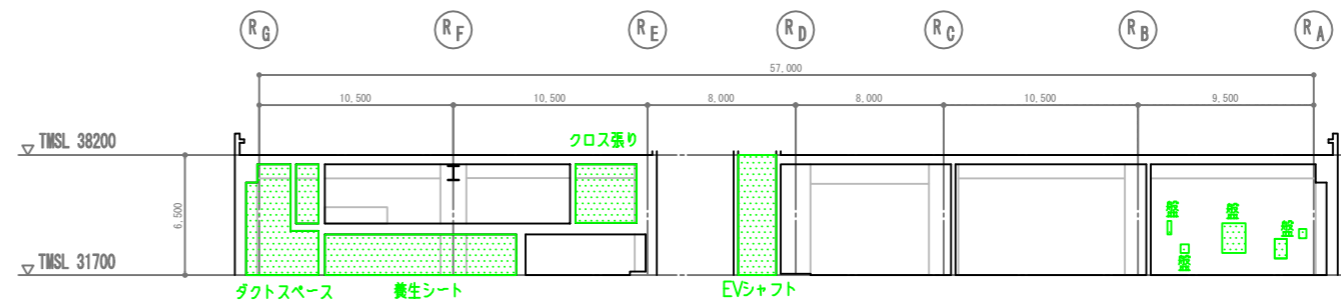 RG RF RE RD RC RB RA
57,000
10,500 10,500 8,000 8,000 10,500 9,500
TMSL 38200
クロス張り
6,500
盤 盤 盤
盤
TMSL 31700
ダクトスペース 養生シート EVシャフト